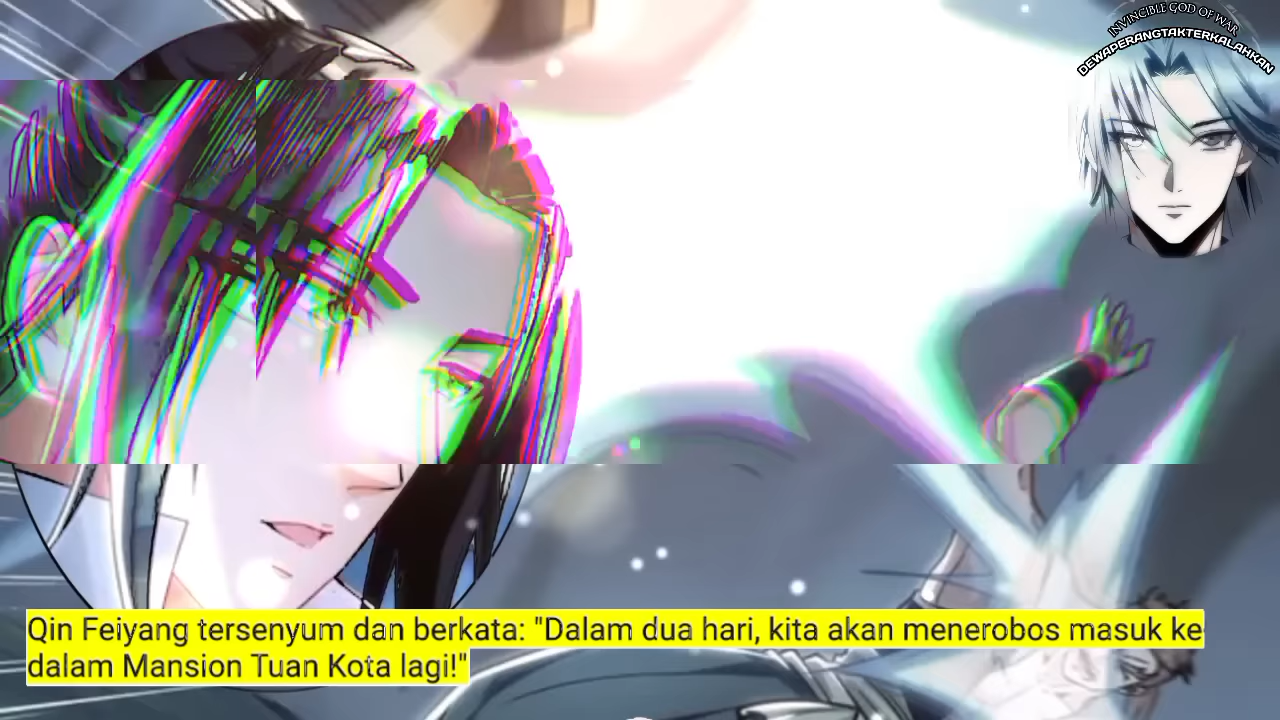 INVINCIBLE GOD OF WAR
DEWAPERANGTAKTERKALAHKAN
Qin Feiyang tersenyum dan berkata: "Dalam dua hari, kita akan menerobos masuk ke
dalam Mansion Tuan Kota lagi!"